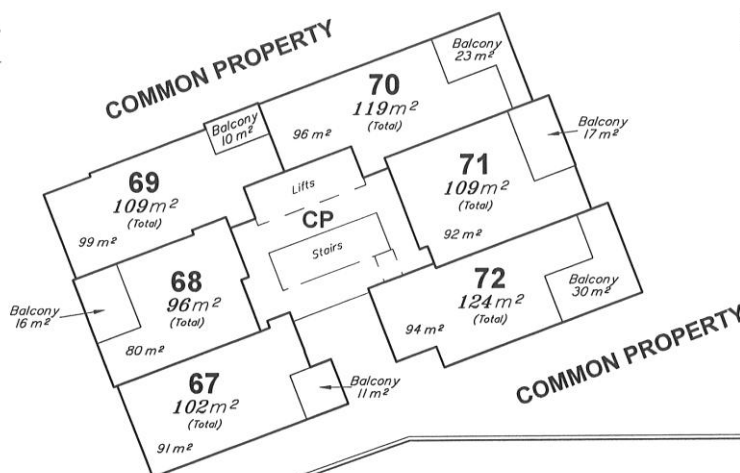 COMMON PROPERTY
Balcony
23 m²
70
119m²
(Total)
96 m²
Balcony
10 m²
Balcony
17 m²
71
109m²
(Total)
92 m²
69
109m²
(Total)
99 m²
Lifts
CP
Stairs
68
96m²
(Total)
80 m²
Balcony
16 m²
72
124m²
(Total)
94 m²
Balcony
30 m²
67
102m²
(Total)
91 m²
Balcony
11 m²
COMMON PROPERTY